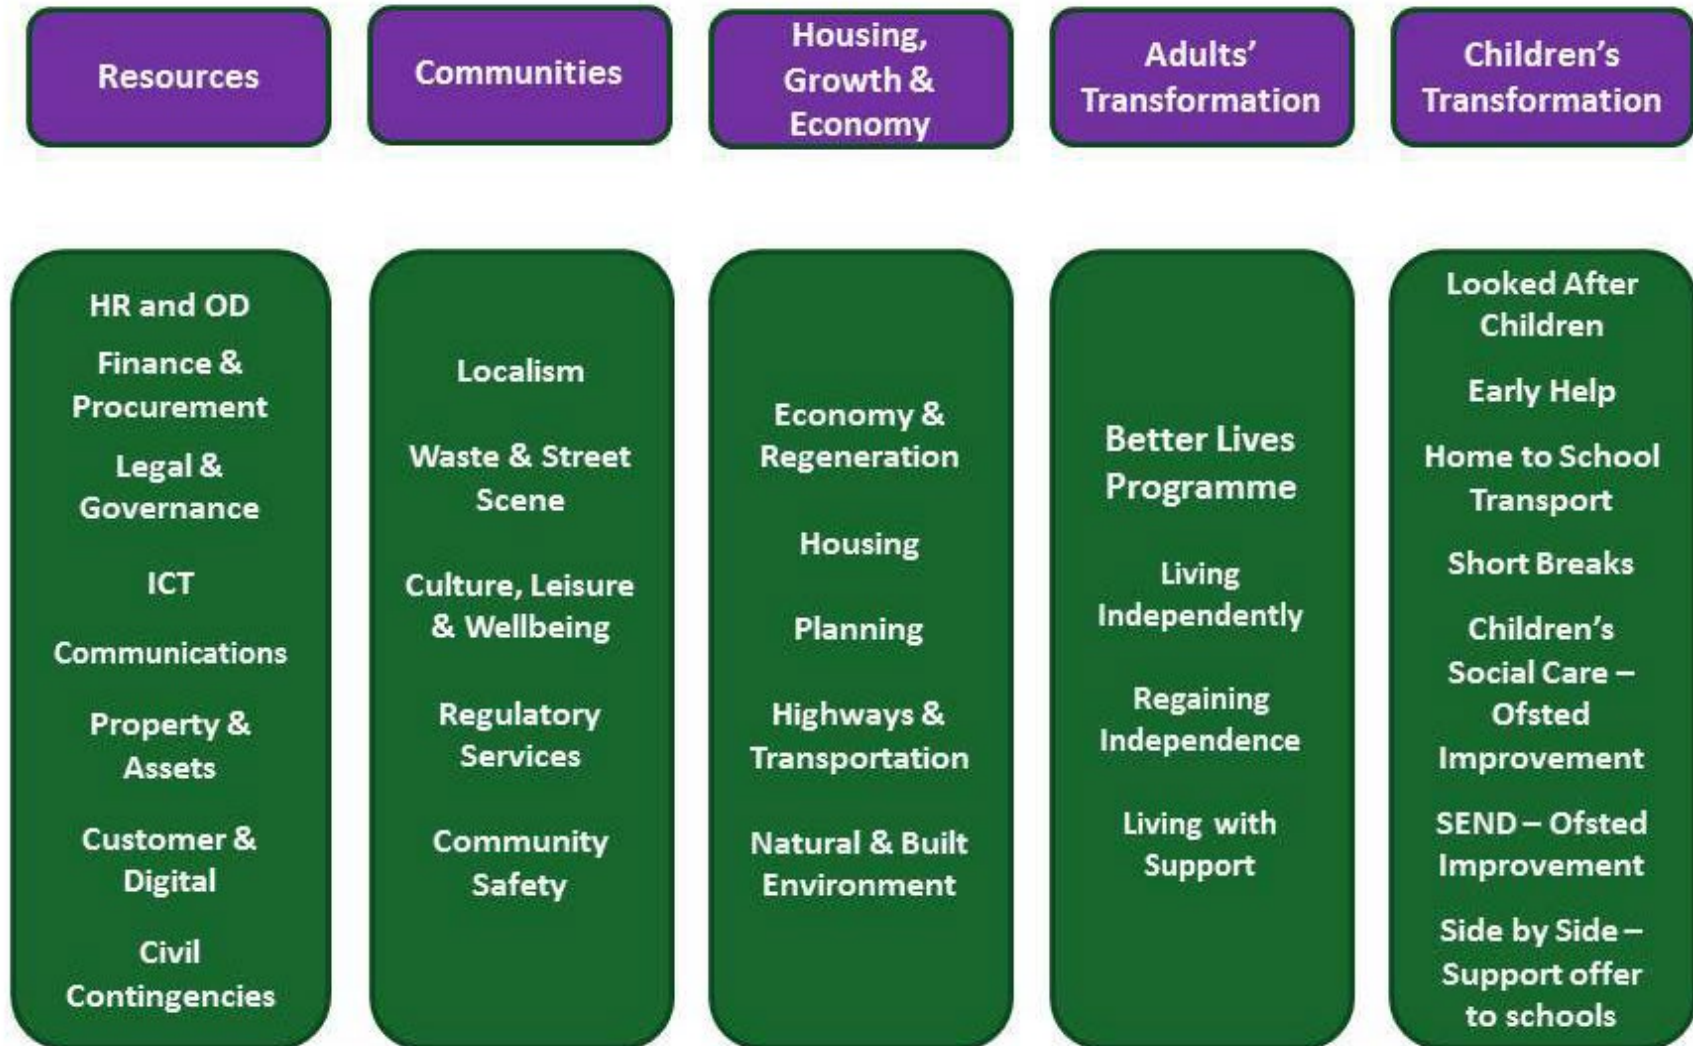 Resources
Communities
Housing,
Growth &
Economy
Adults’
Transformation
Children’s
Transformation
HR and OD
Finance &
Procurement
Legal &
Governance
ICT
Communications
Property &
Assets
Customer &
Digital
Civil
Contingencies
Localism
Waste & Street
Scene
Culture, Leisure
& Wellbeing
Regulatory
Services
Community
Safety
Economy &
Regeneration
Housing
Planning
Highways &
Transportation
Natural & Built
Environment
Better Lives
Programme
Living
Independently
Regaining
Independence
Living with
Support
Looked After
Children
Early Help
Home to School
Transport
Short Breaks
Children’s
Social Care –
Ofsted
Improvement
SEND – Ofsted
Improvement
Side by Side –
Support offer
to schools